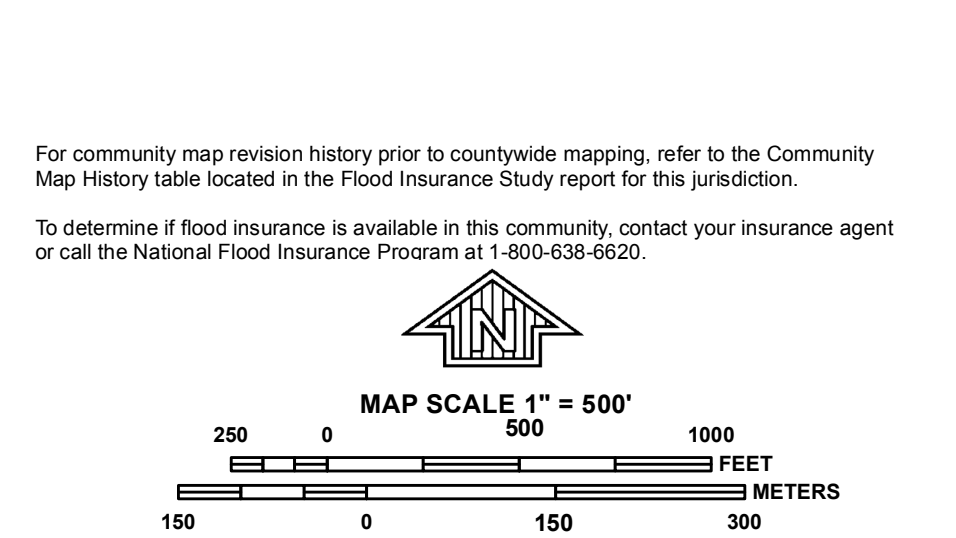 For community map revision history prior to countywide mapping, refer to the Community
Map History table located in the Flood Insurance Study report for this jurisdiction.
To determine if flood insurance is available in this community, contact your insurance agent
or call the National Flood Insurance Program at 1-800-638-6620.
N
MAP SCALE 1" = 500'
250 0 500 1000
FEET
METERS
150 0 150 300